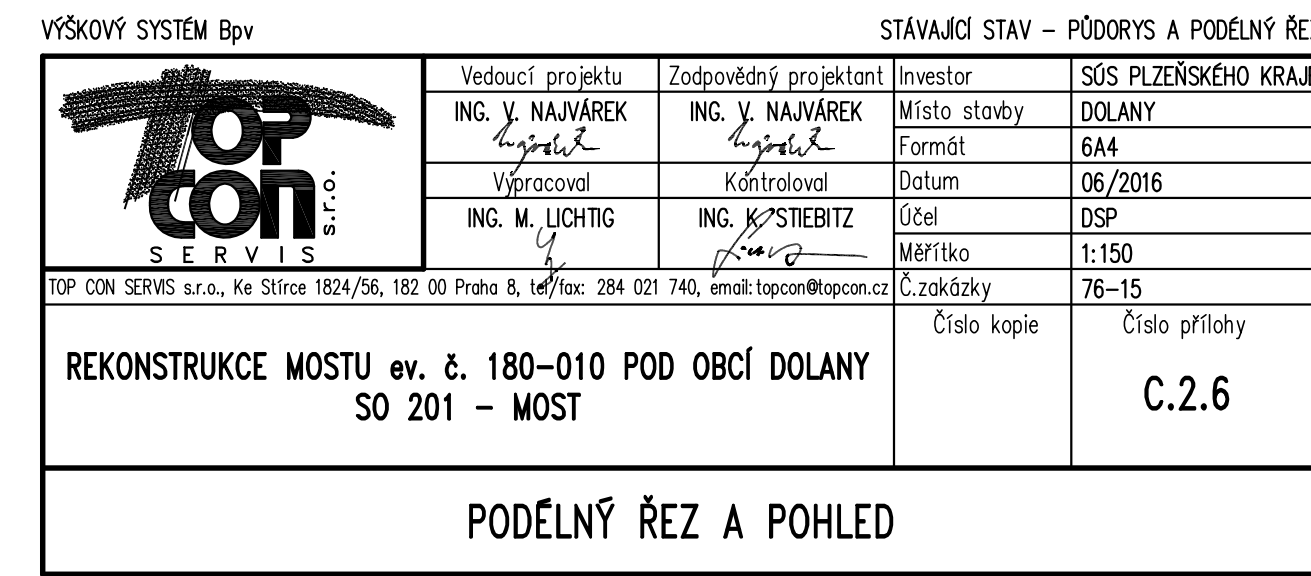 VÝŠKOVÝ SYSTÉM Bpv
STÁVAJÍCÍ STAV – PŮDORYS A PODÉLNÝ ŘEZ
TOP
CON
s.r.o.
SERVIS
Vedoucí projektu
Zodpovědný projektant
Investor
SÚS PLZEŇSKÉHO KRAJE
ING. V. NAJVÁREK
ING. V. NAJVÁREK
Místo stavby
DOLANY
Formát
6A4
Vypracoval
Kontroloval
Datum
06/2016
ING. M. LICHTIG
ING. K. STIEBITZ
Účel
DSP
Měřítko
1:150
TOP CON SERVIS s.r.o., Ke Stírce 1824/56, 182 00 Praha 8, tel/fax: 284 021 740, email: topcon@topcon.cz
Č.zakázky
76–15
Číslo kopie
Číslo přílohy
REKONSTRUKCE MOSTU ev. č. 180–010 POD OBCÍ DOLANY
SO 201 – MOST
C.2.6
PODÉLNÝ ŘEZ A POHLED